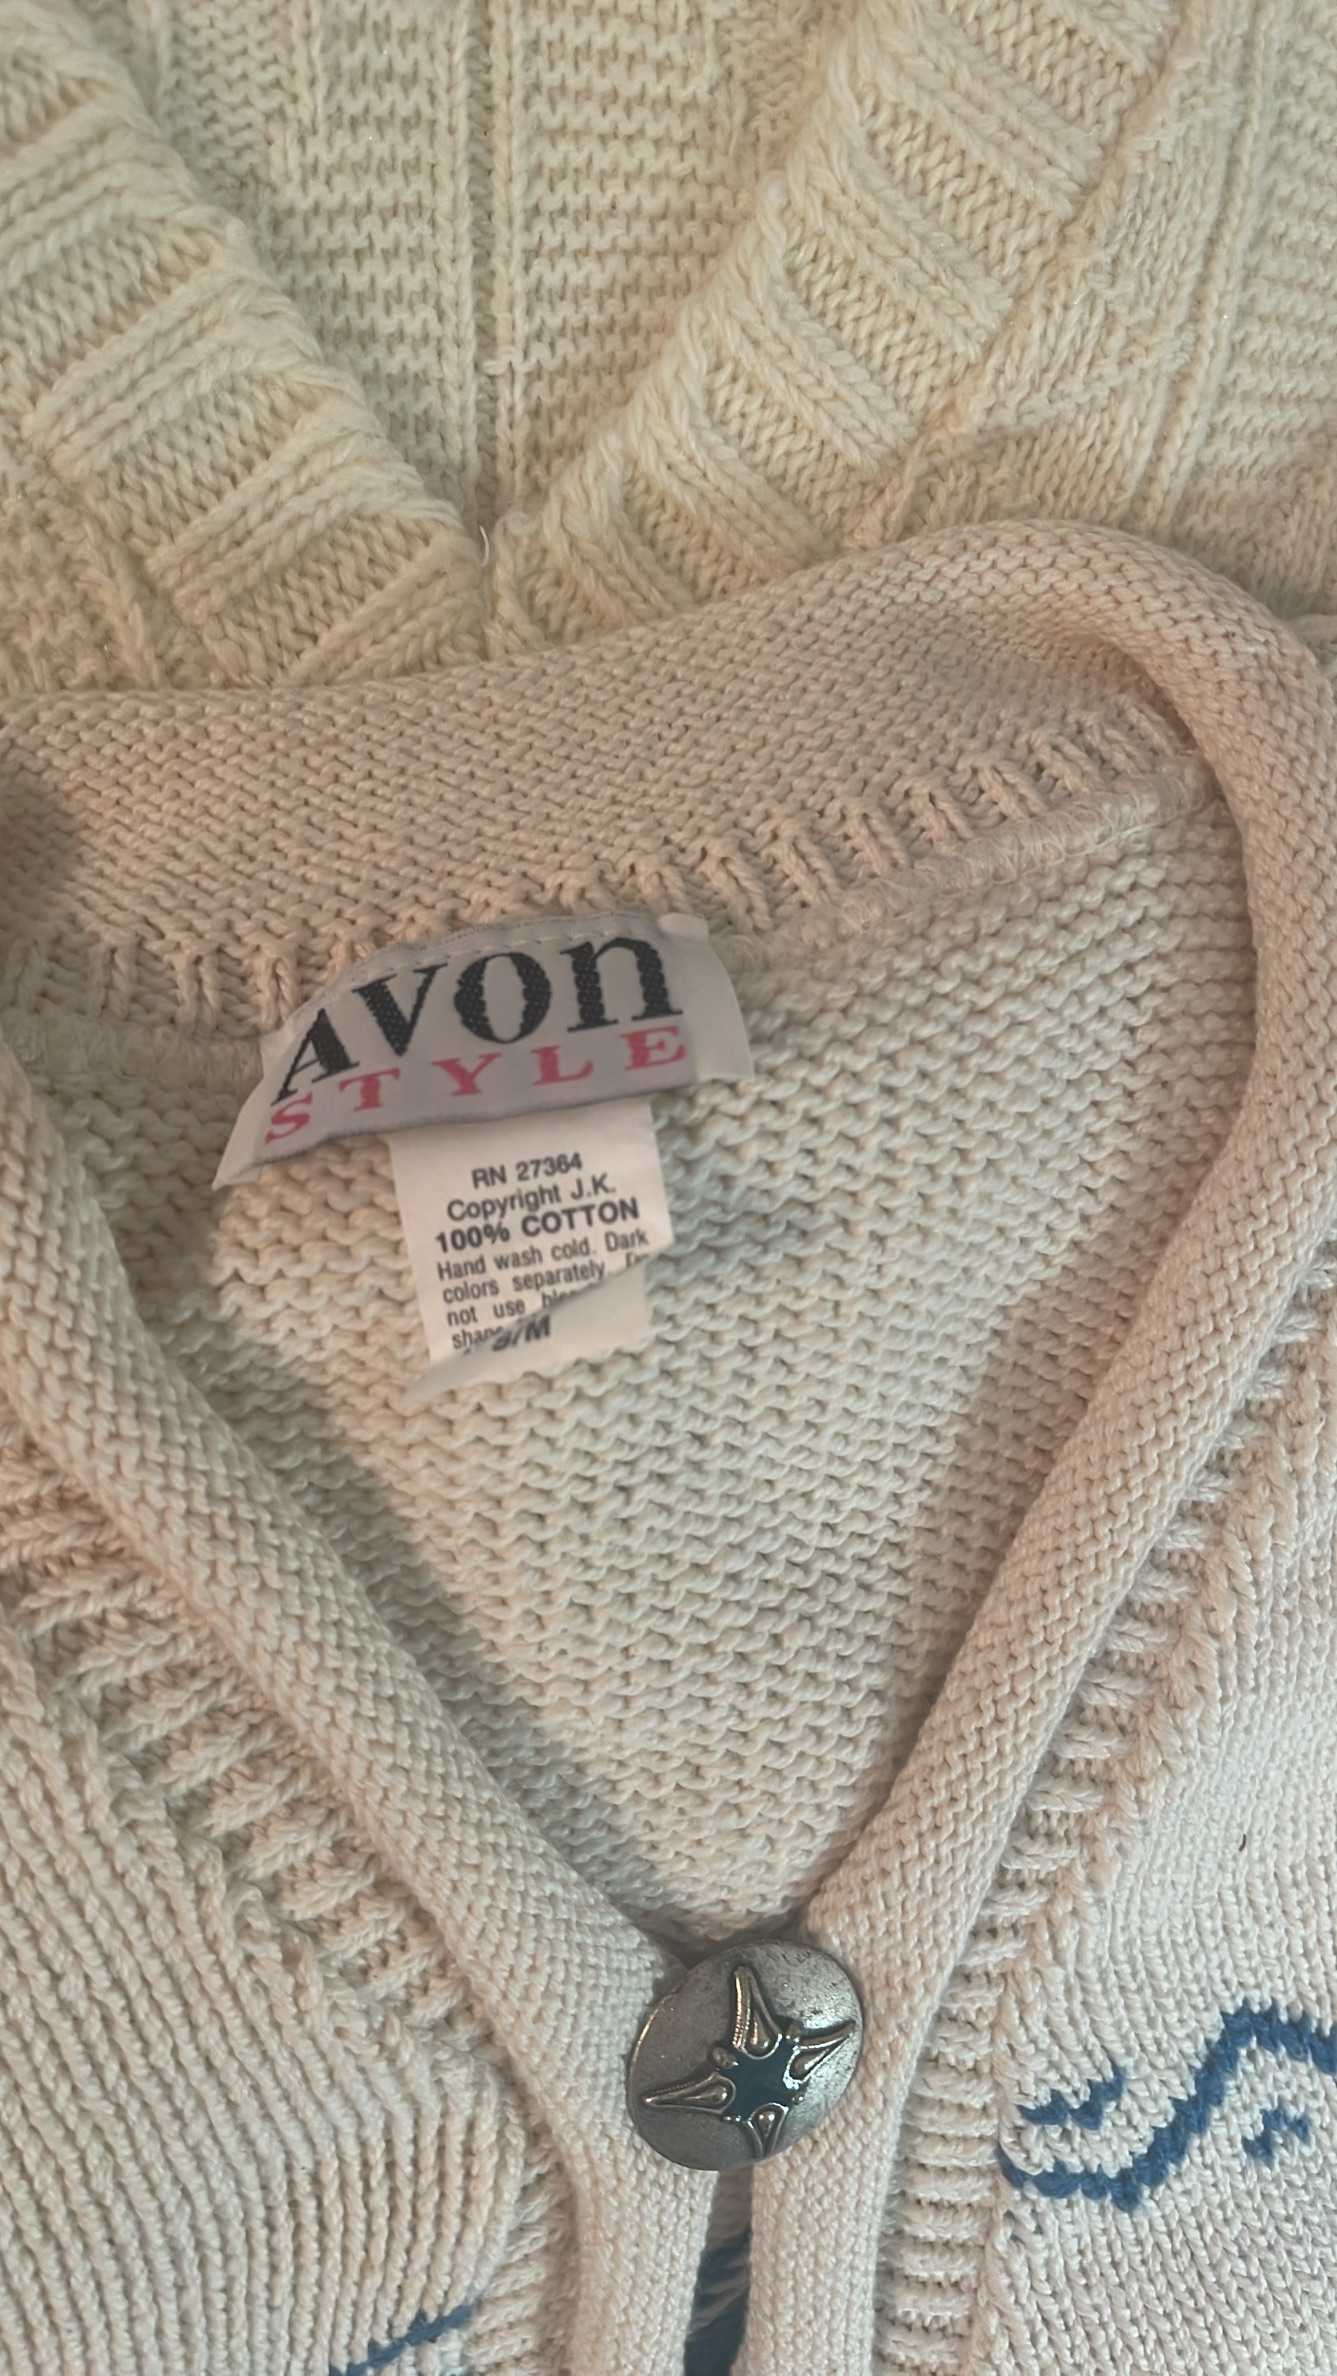 Avon
STYLE
RN 27364
Copyright J.K.
100% COTTON
Hand wash cold. Dark
colors separately.
not use
S/M